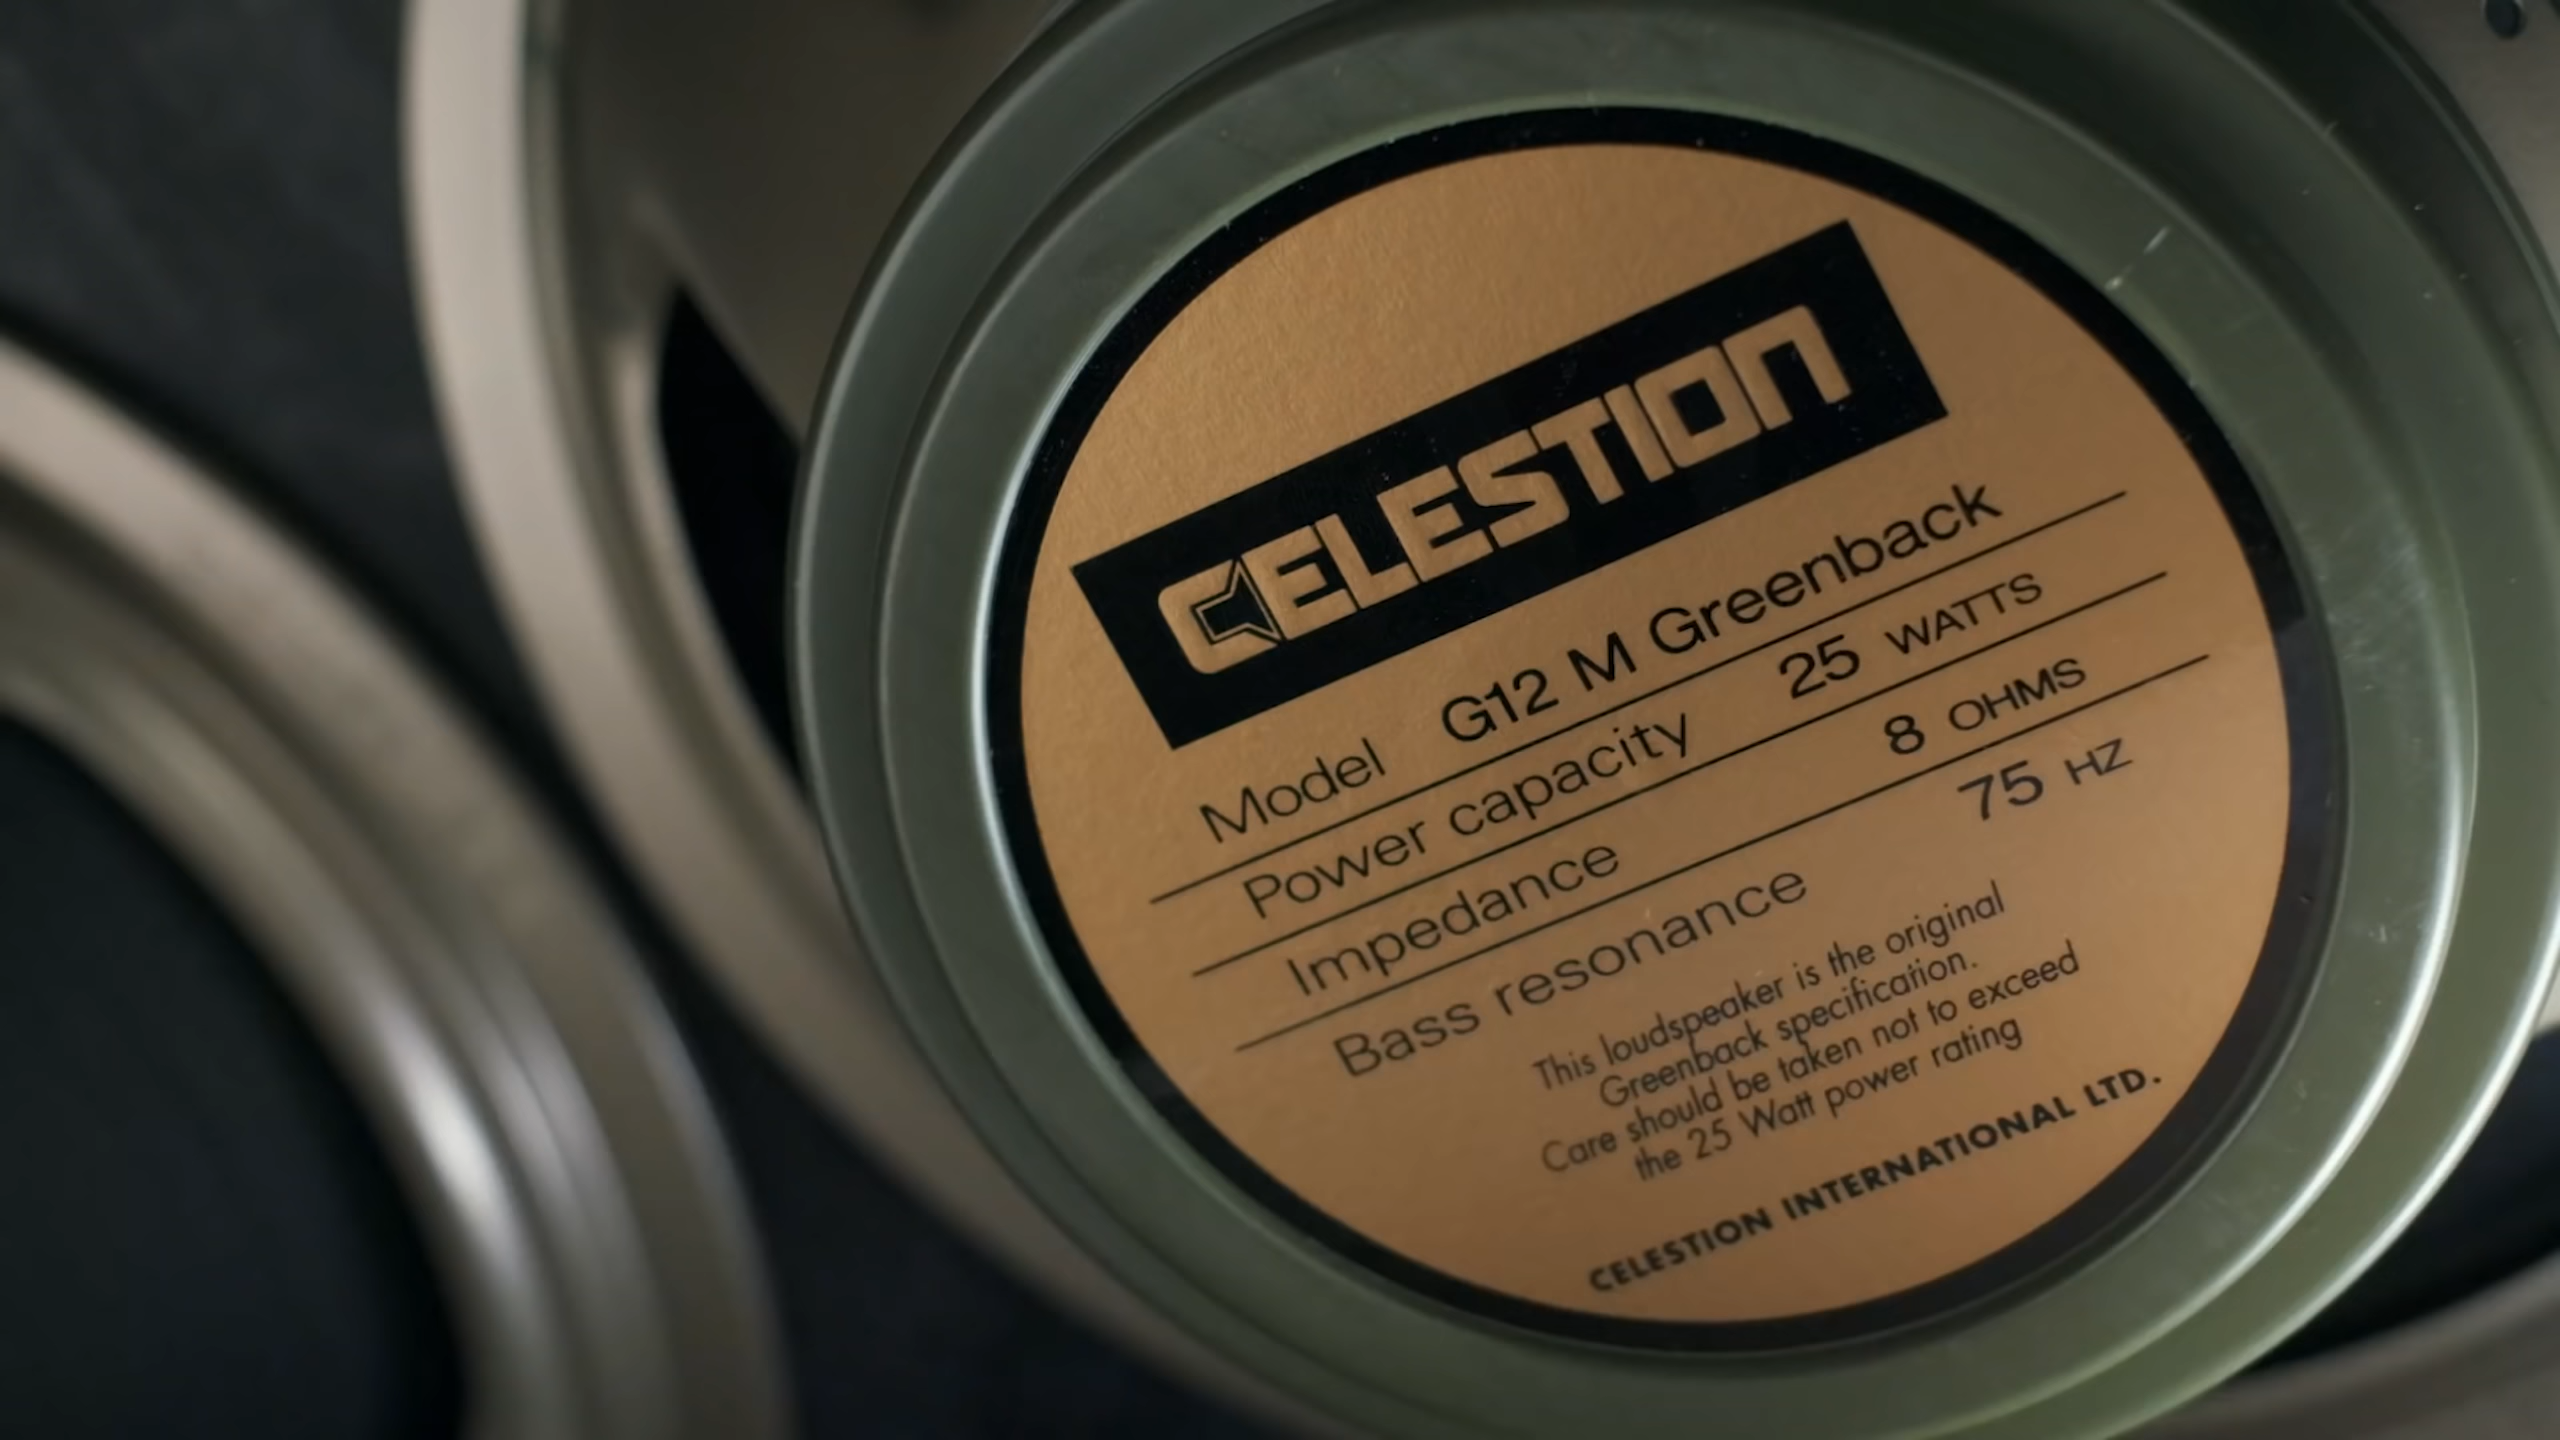 CELESTION
Model G12 M Greenback
Power capacity 25 WATTS
Impedance 8 OHMS
Bass resonance 75 HZ
This loudspeaker is the original
Greenback specification.
Care should be taken not to exceed
the 25 Watt power rating
CELESTION INTERNATIONAL LTD.